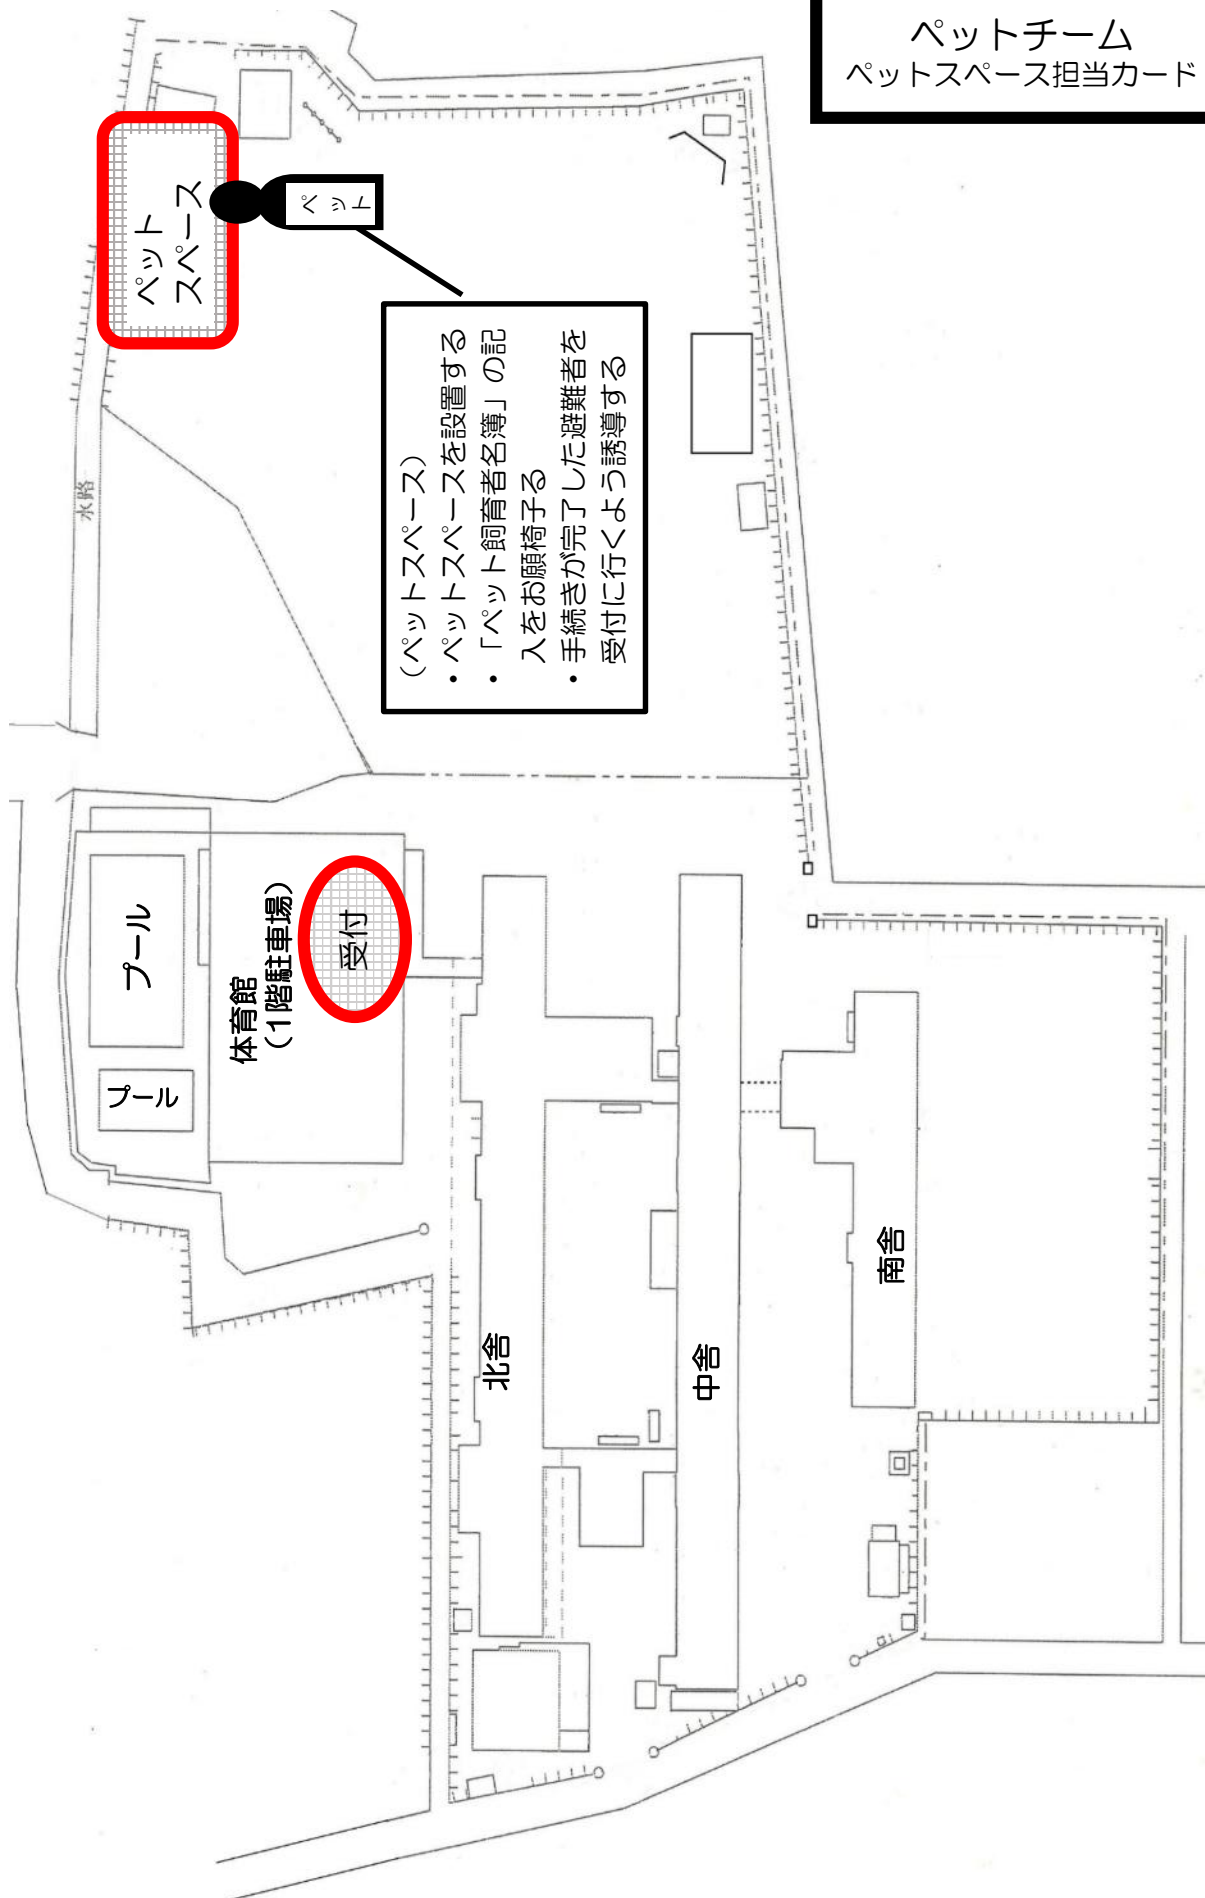 ペットチーム
ペットスペース担当カード
ペット
スペース
ペット
(ペットスペース)
・ペットスペースを設置する
・「ペット飼育者名簿」の記
入をお願椅子る
・手続きが完了した避難者を
受付に行くよう誘導する
水路
プール
プール
体育館
(1階駐車場)
受付
北舎
中舎
南舎